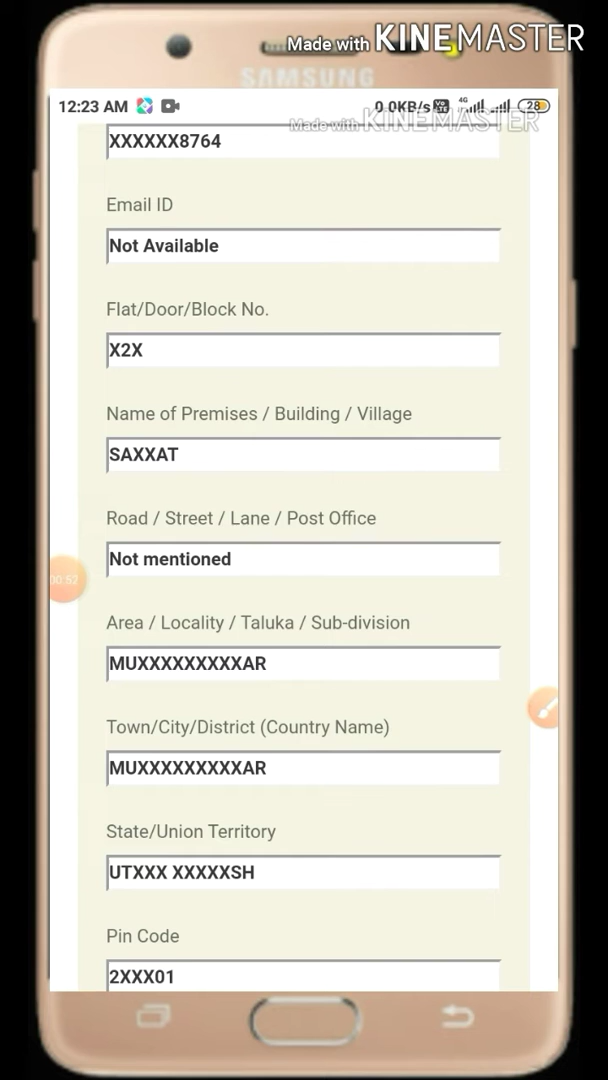 Made with KINEMASTER
SAMSUNG
12:23 AM 0.0KB/s Vo LTE 4G 28
Made with KINEMASTER
XXXXXX8764
Email ID
Not Available
Flat/Door/Block No.
X2X
Name of Premises / Building / Village
SAXXAT
Road / Street / Lane / Post Office
Not mentioned
00:52
Area / Locality / Taluka / Sub-division
MUXXXXXXXXXAR
Town/City/District (Country Name)
MUXXXXXXXXXAR
State/Union Territory
UTXXX XXXXXSH
Pin Code
2XXX01